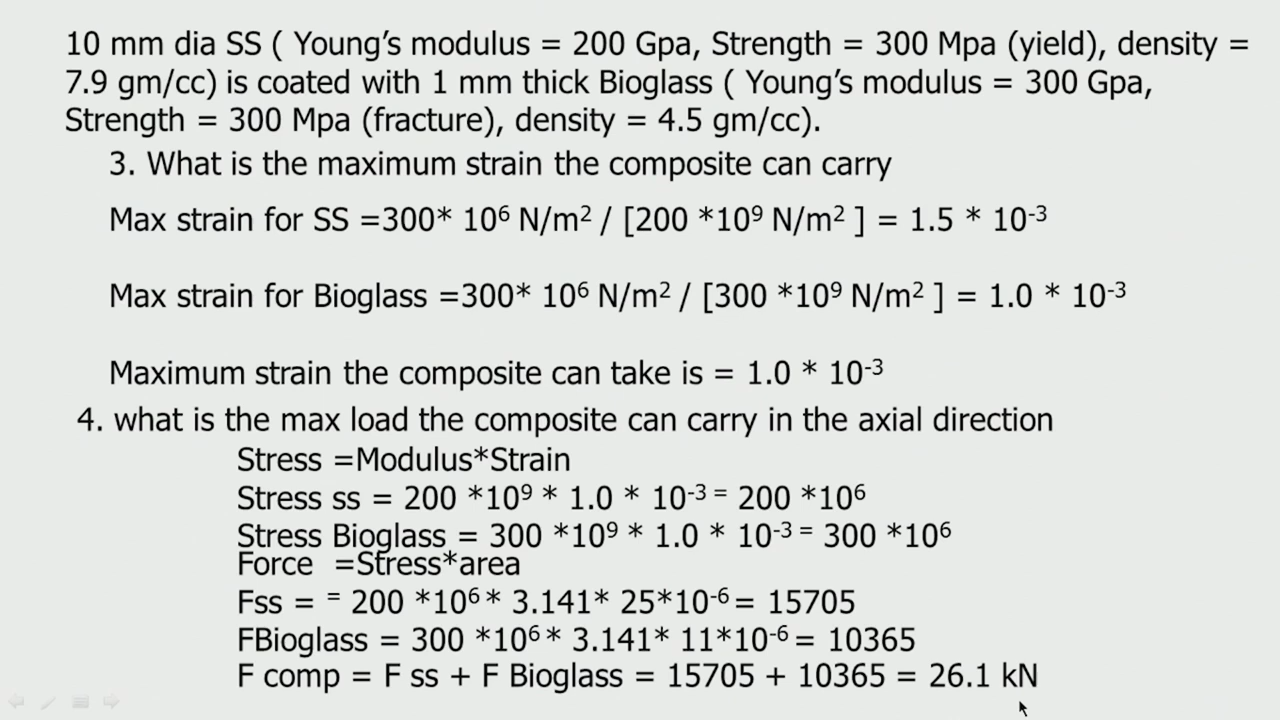 10 mm dia SS ( Young's modulus = 200 Gpa, Strength = 300 Mpa (yield), density =
7.9 gm/cc) is coated with 1 mm thick Bioglass ( Young's modulus = 300 Gpa,
Strength = 300 Mpa (fracture), density = 4.5 gm/cc).
3. What is the maximum strain the composite can carry
Max strain for SS =300* 10⁶ N/m² / [200 *10⁹ N/m² ] = 1.5 * 10⁻³
Max strain for Bioglass =300* 10⁶ N/m² / [300 *10⁹ N/m² ] = 1.0 * 10⁻³
Maximum strain the composite can take is = 1.0 * 10⁻³
4. what is the max load the composite can carry in the axial direction
Stress =Modulus*Strain
Stress ss = 200 *10⁹ * 1.0 * 10⁻³ ⁼ 200 *10⁶
Stress Bioglass = 300 *10⁹ * 1.0 * 10⁻³ ⁼ 300 *10⁶
Force =Stress*area
Fss = ⁼ 200 *10⁶ * 3.141* 25*10⁻⁶ = 15705
FBioglass = 300 *10⁶ * 3.141* 11*10⁻⁶ = 10365
F comp = F ss + F Bioglass = 15705 + 10365 = 26.1 kN